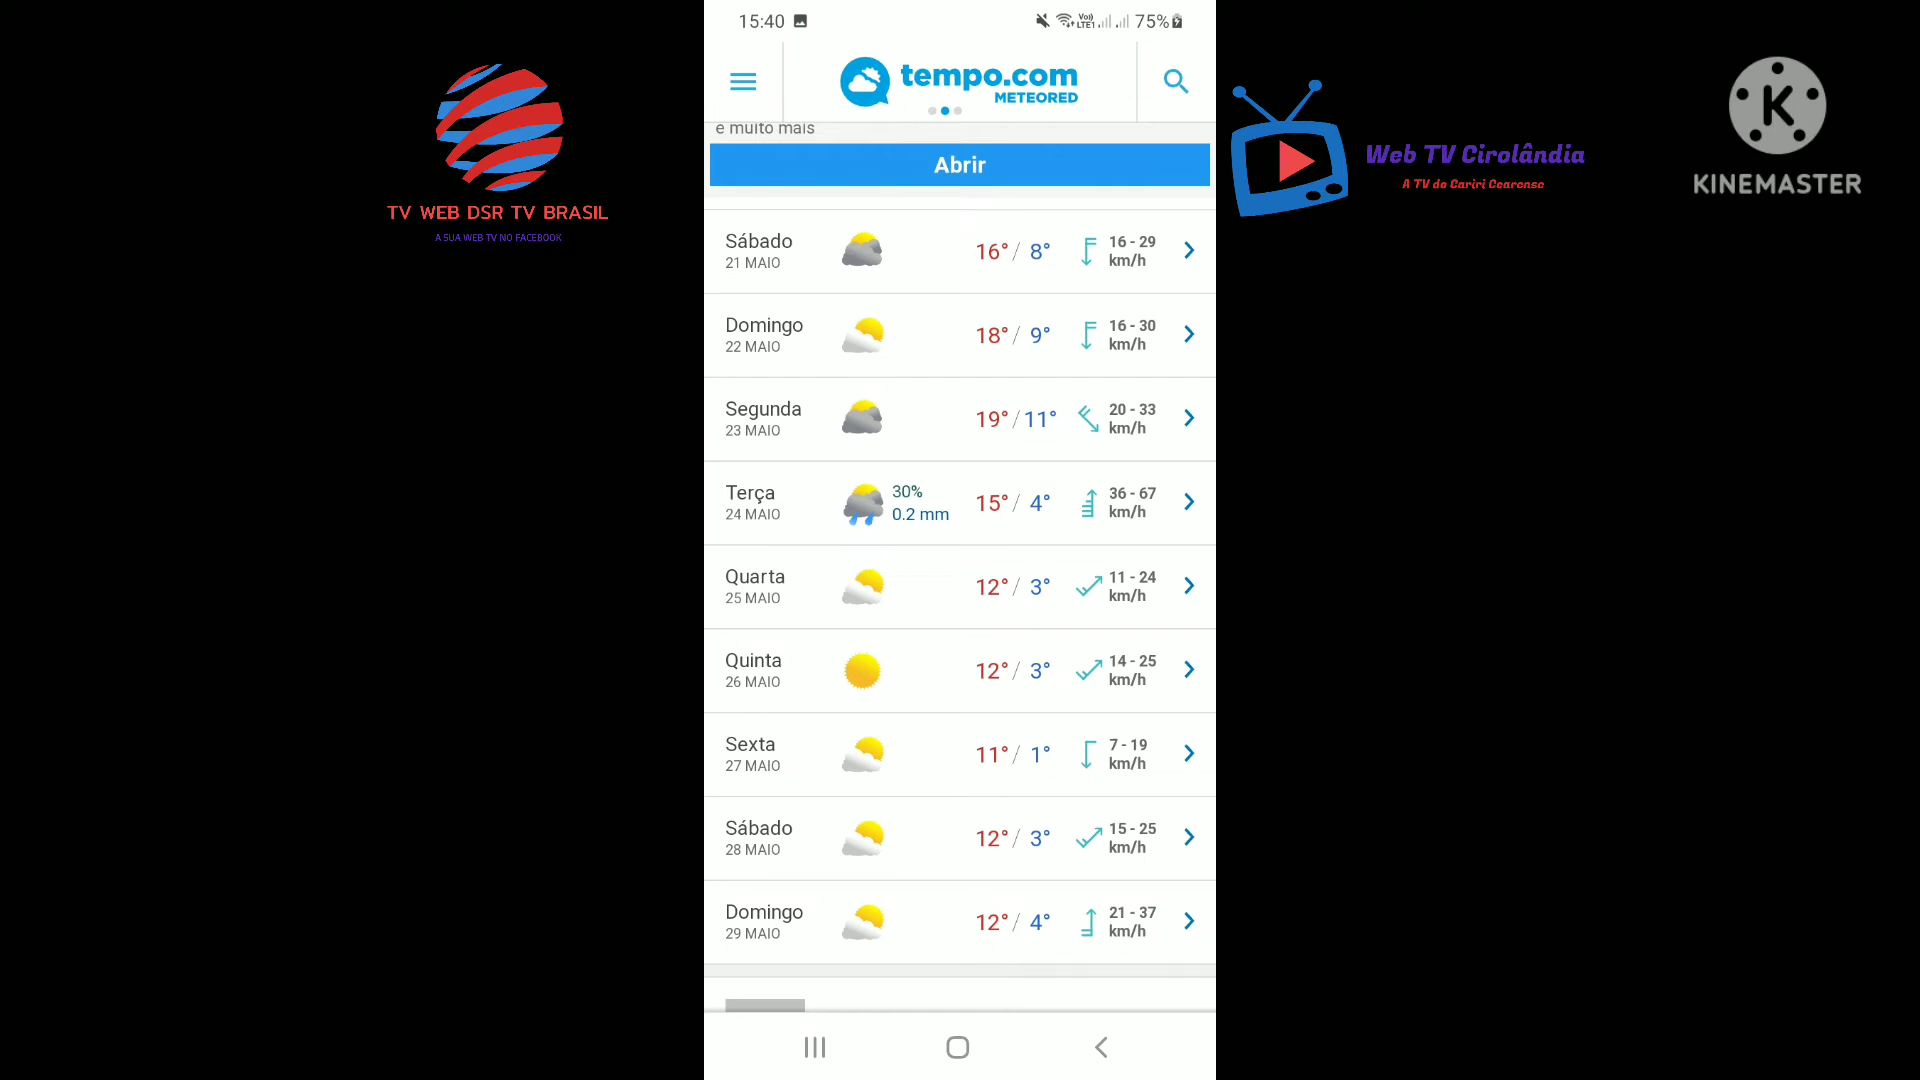 15:40
Vo)) LTE1
75%
tempo.com
METEORED
e muito mais
Abrir
Sábado
21 MAIO
16° / 8°
16 - 29 km/h
Domingo
22 MAIO
18° / 9°
16 - 30 km/h
Segunda
23 MAIO
19° / 11°
20 - 33 km/h
Terça
24 MAIO
30%
0.2 mm
15° / 4°
36 - 67 km/h
Quarta
25 MAIO
12° / 3°
11 - 24 km/h
Quinta
26 MAIO
12° / 3°
14 - 25 km/h
Sexta
27 MAIO
11° / 1°
7 - 19 km/h
Sábado
28 MAIO
12° / 3°
15 - 25 km/h
Domingo
29 MAIO
12° / 4°
21 - 37 km/h
TV WEB DSR TV BRASIL
A SUA WEB TV NO FACEBOOK
Web TV Cirolândia
A TV do Cariri Cearense
K
KINEMASTER